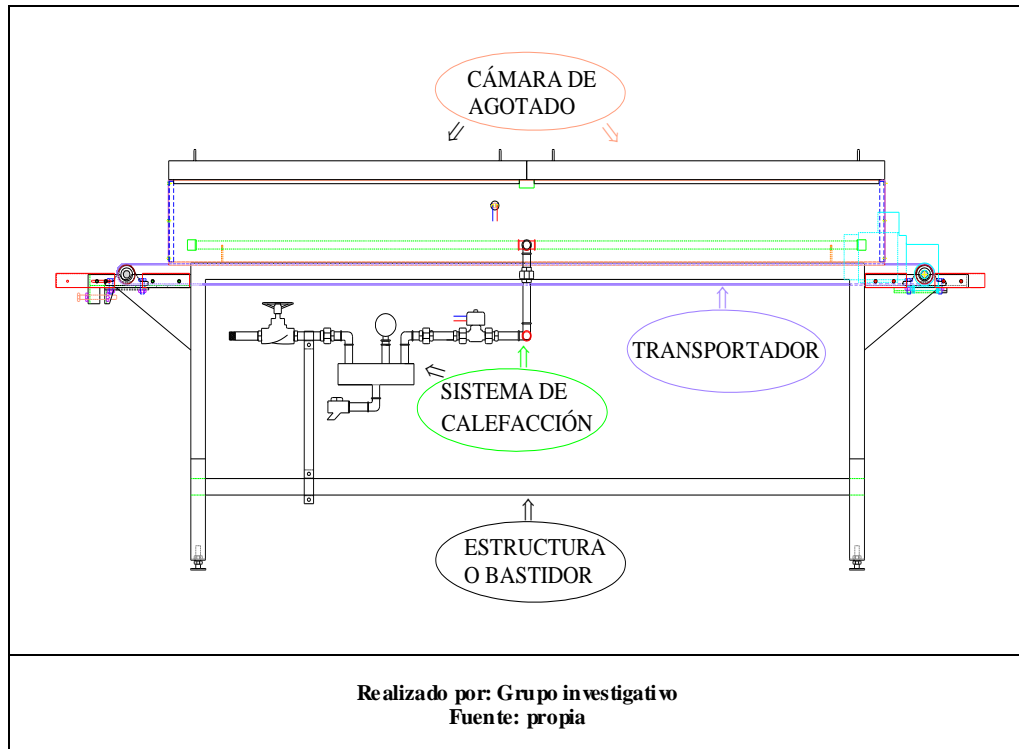 CÁMARA DE
AGOTADO
TRANSPORTADOR
SISTEMA DE
CALEFACCIÓN
ESTRUCTURA
O BASTIDOR
Realizado por: Grupo investigativo
Fuente: propia